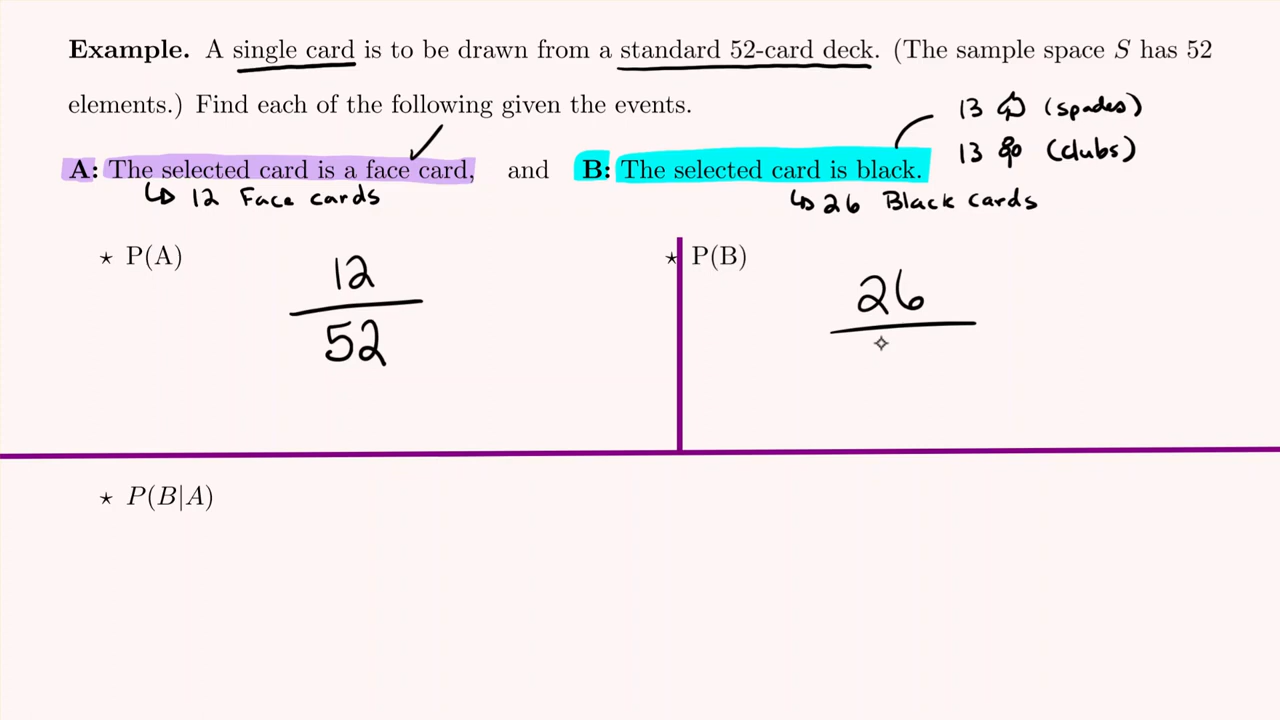 Example. A single card is to be drawn from a standard 52-card deck. (The sample space S has 52
elements.) Find each of the following given the events.
13 ♤ (spades)
13 ♧ (clubs)
A: The selected card is a face card, and B: The selected card is black.
↳ 12 Face cards
↳ 26 Black cards
⋆ P(A)
12
52
⋆ P(B)
26
⋆ P(B|A)